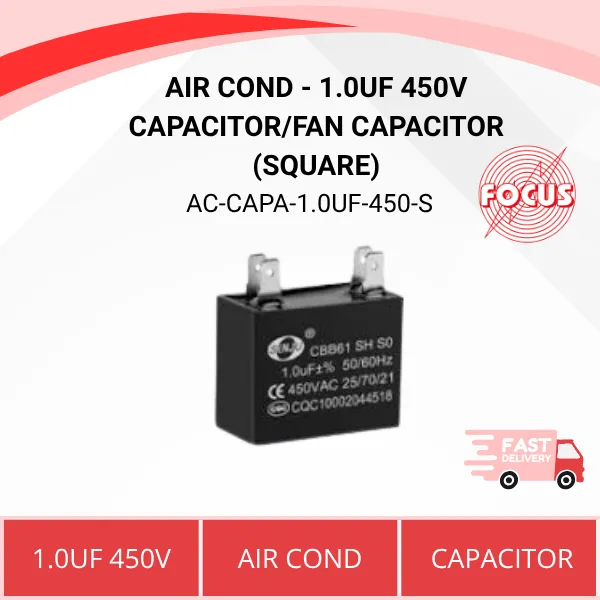 AIR COND - 1.0UF 450V
CAPACITOR/FAN CAPACITOR
(SQUARE)
AC-CAPA-1.0UF-450-S
FOCUS
®
CBB61 SH S0
1.0uF±% 50/60Hz
CE 450VAC 25/70/21
CQC10002044518
FAST
DELIVERY
1.0UF 450V
AIR COND
CAPACITOR